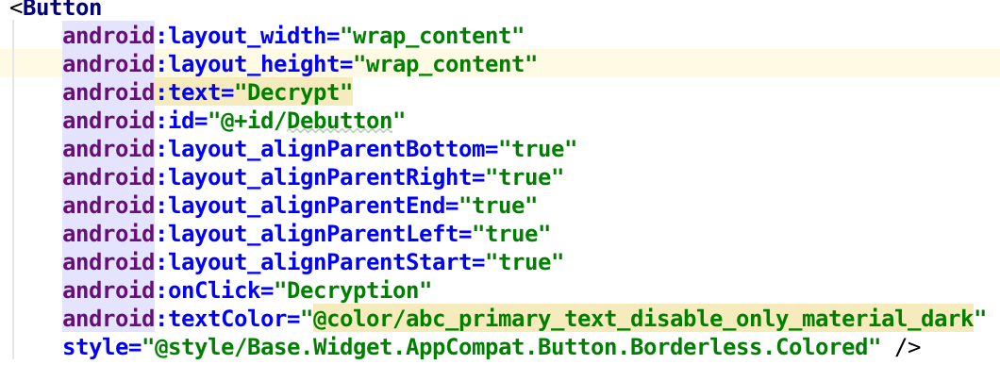 <Button
android:layout_width="wrap_content"
android:layout_height="wrap_content"
android:text="Decrypt"
android:id="@+id/Debutton"
android:layout_alignParentBottom="true"
android:layout_alignParentRight="true"
android:layout_alignParentEnd="true"
android:layout_alignParentLeft="true"
android:layout_alignParentStart="true"
android:onClick="Decryption"
android:textColor="@color/abc_primary_text_disable_only_material_dark"
style="@style/Base.Widget.AppCompat.Button.Borderless.Colored" />